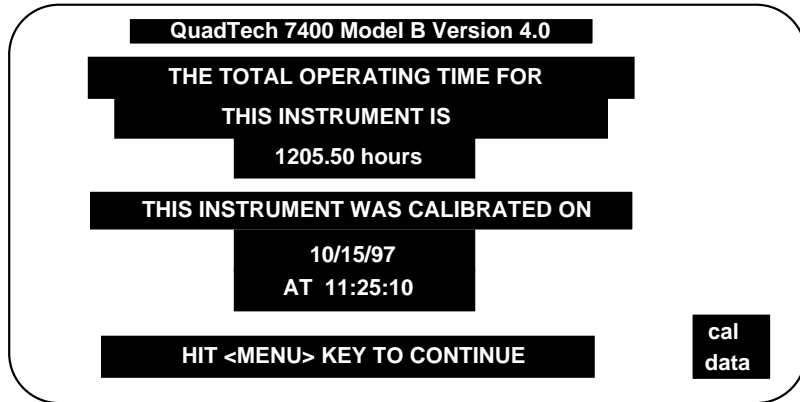 QuadTech 7400 Model B Version 4.0
THE TOTAL OPERATING TIME FOR
THIS INSTRUMENT IS
1205.50 hours
THIS INSTRUMENT WAS CALIBRATED ON
10/15/97
AT 11:25:10
HIT <MENU> KEY TO CONTINUE
cal
data